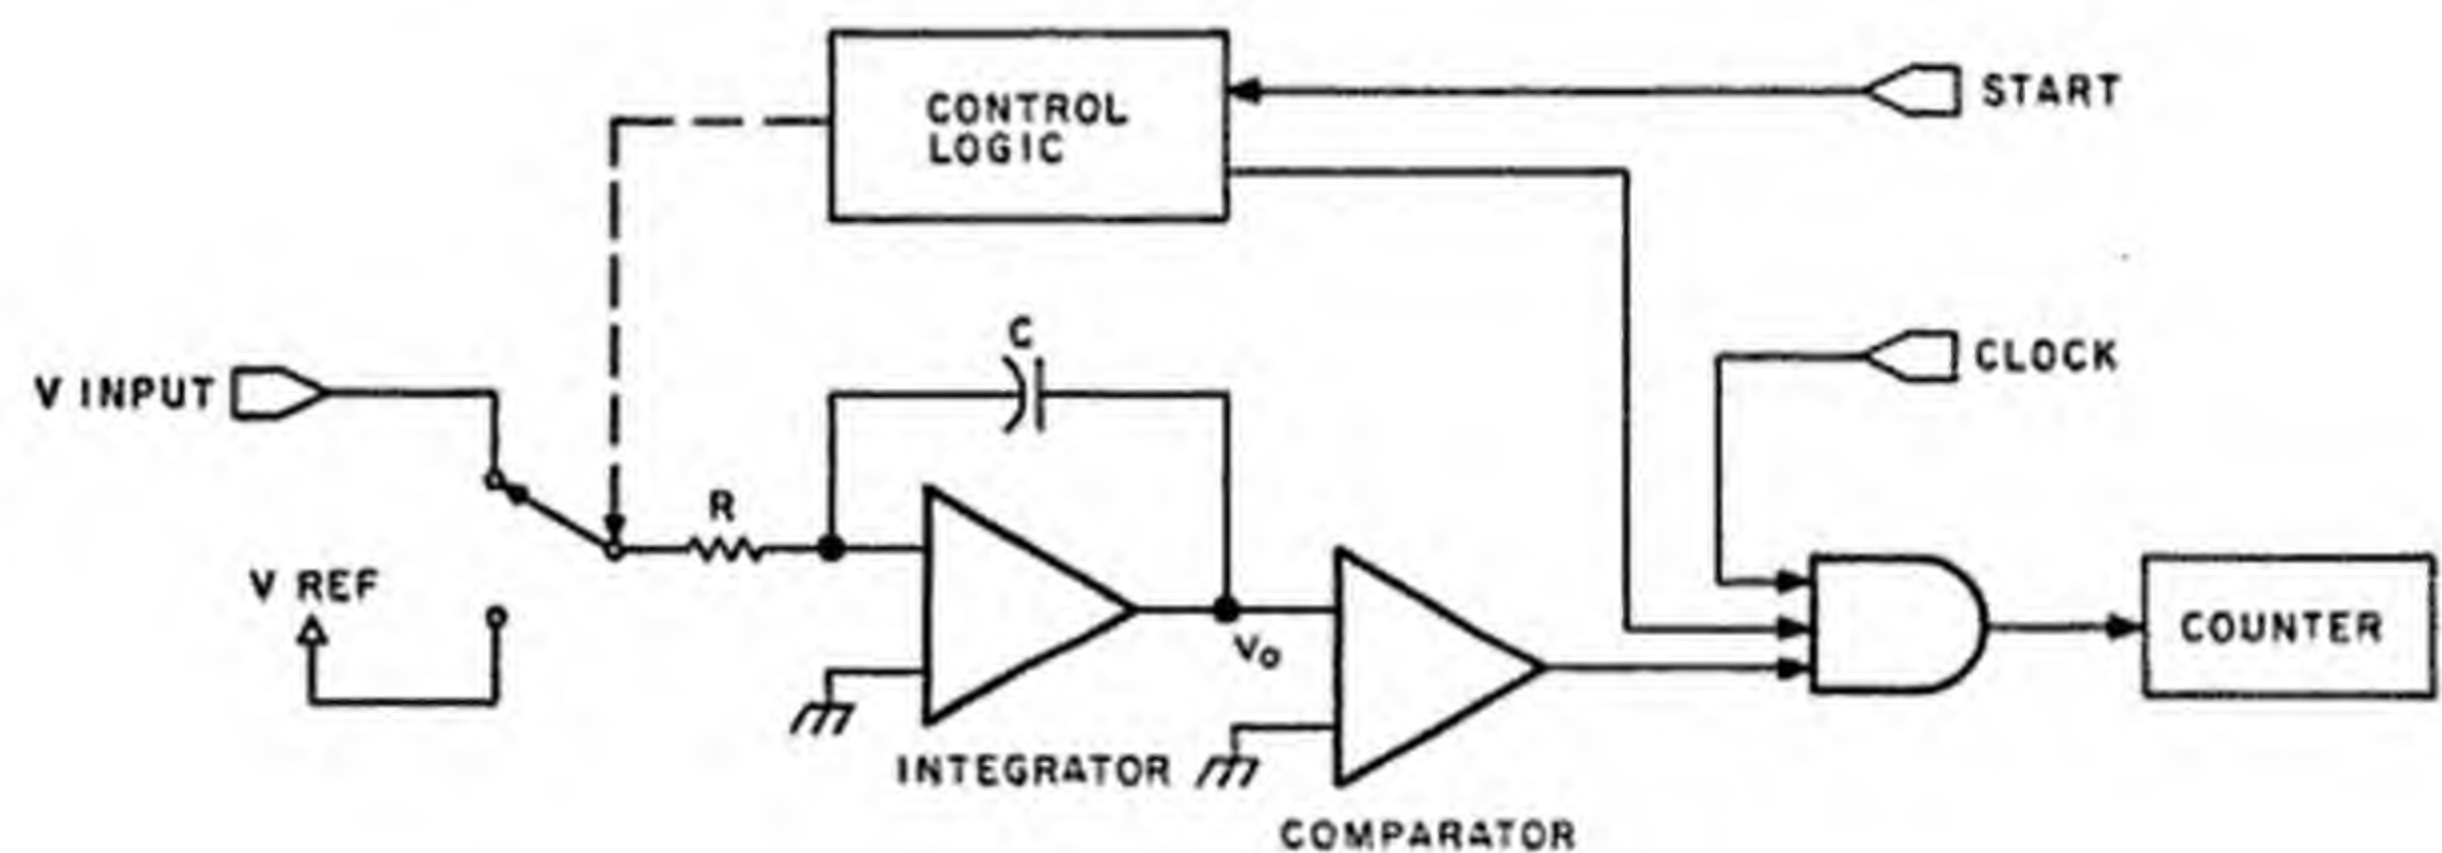 CONTROL
LOGIC
START
C
CLOCK
V INPUT
R
V REF
Vo
COUNTER
INTEGRATOR
COMPARATOR